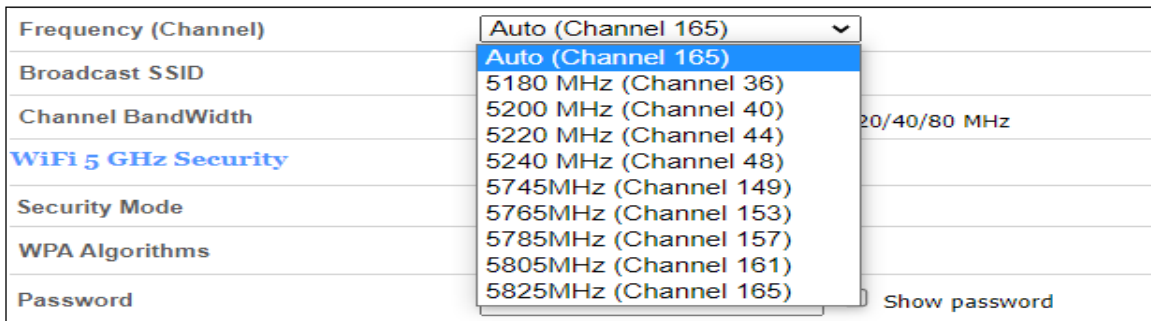 Frequency (Channel) Auto (Channel 165)
Auto (Channel 165)
Broadcast SSID
5180 MHz (Channel 36)
5200 MHz (Channel 40)
Channel BandWidth 20/40/80 MHz
5220 MHz (Channel 44)
WiFi 5 GHz Security
5240 MHz (Channel 48)
5745MHz (Channel 149)
Security Mode
5765MHz (Channel 153)
5785MHz (Channel 157)
WPA Algorithms
5805MHz (Channel 161)
5825MHz (Channel 165)
Password Show password